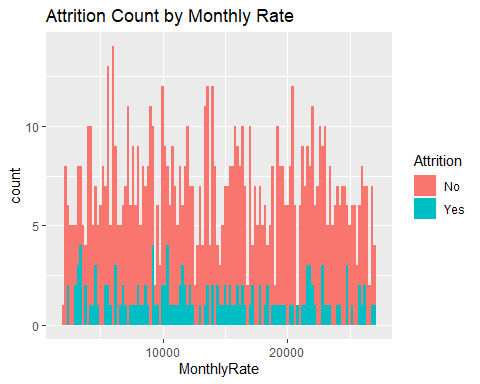 Attrition Count by Monthly Rate
count
10
5
0
10000
20000
MonthlyRate
Attrition
No
Yes